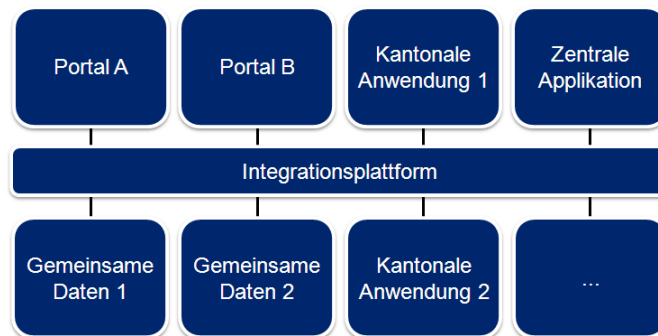 Portal A
Portal B
Kantonale
Anwendung 1
Zentrale
Applikation
Integrationsplattform
Gemeinsame
Daten 1
Gemeinsame
Daten 2
Kantonale
Anwendung 2
...